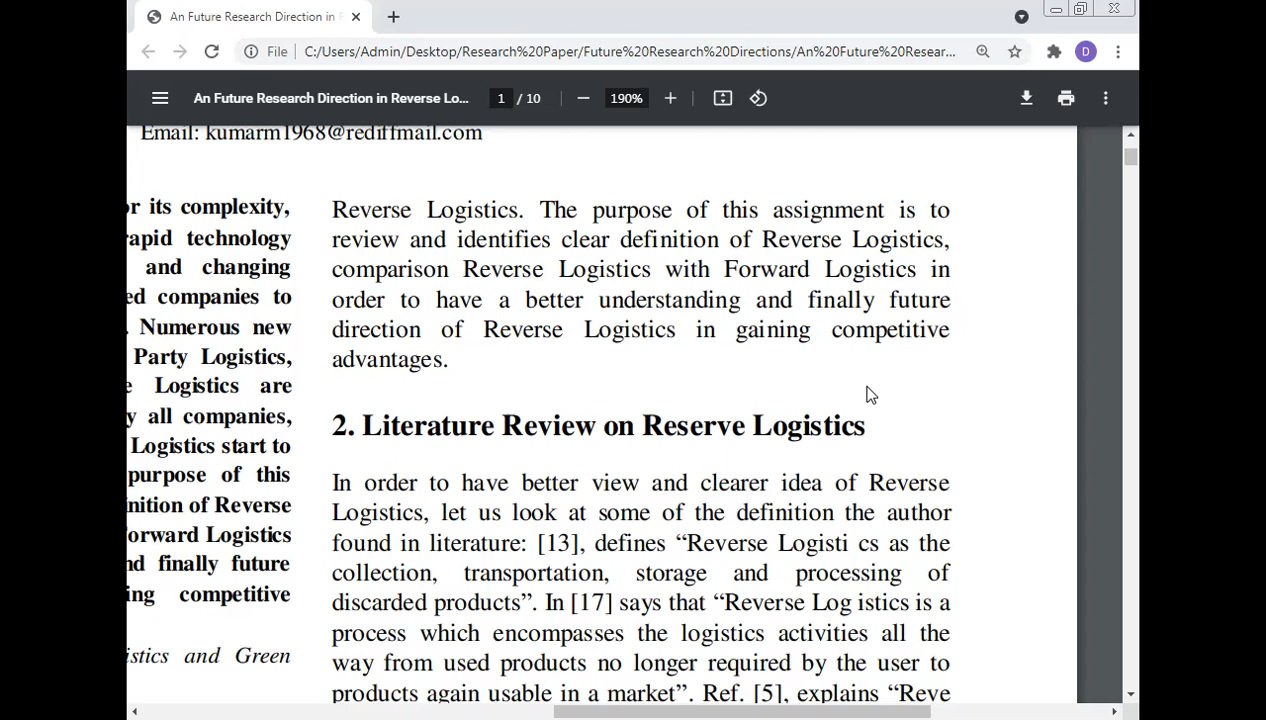 An Future Research Direction in
File
C:/Users/Admin/Desktop/Research%20Paper/Future%20Research%20Directions/An%20Future%20Resear...
D
An Future Research Direction in Reverse Lo...
1 / 10
190%
Email: kumarm1968@rediffmail.com
or its complexity,
rapid technology
and changing
ed companies to
. Numerous new
Party Logistics,
e Logistics are
y all companies,
Logistics start to
purpose of this
inition of Reverse
Forward Logistics
nd finally future
ing competitive
istics and Green
Reverse Logistics. The purpose of this assignment is to
review and identifies clear definition of Reverse Logistics,
comparison Reverse Logistics with Forward Logistics in
order to have a better understanding and finally future
direction of Reverse Logistics in gaining competitive
advantages.
2. Literature Review on Reserve Logistics
In order to have better view and clearer idea of Reverse
Logistics, let us look at some of the definition the author
found in literature: [13], defines “Reverse Logisti cs as the
collection, transportation, storage and processing of
discarded products”. In [17] says that “Reverse Log istics is a
process which encompasses the logistics activities all the
way from used products no longer required by the user to
products again usable in a market”. Ref. [5], explains “Reve